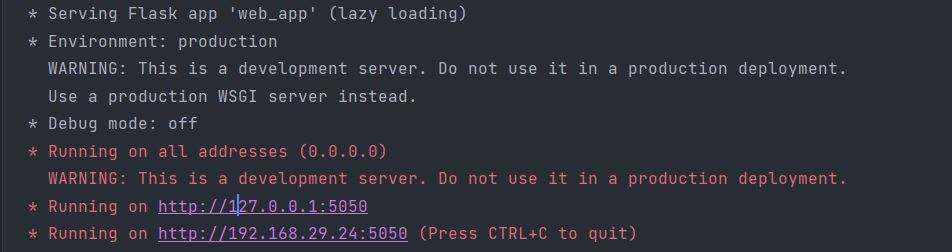 * Serving Flask app 'web_app' (lazy loading)
* Environment: production
WARNING: This is a development server. Do not use it in a production deployment.
Use a production WSGI server instead.
* Debug mode: off
* Running on all addresses (0.0.0.0)
WARNING: This is a development server. Do not use it in a production deployment.
* Running on http://127.0.0.1:5050
* Running on http://192.168.29.24:5050 (Press CTRL+C to quit)